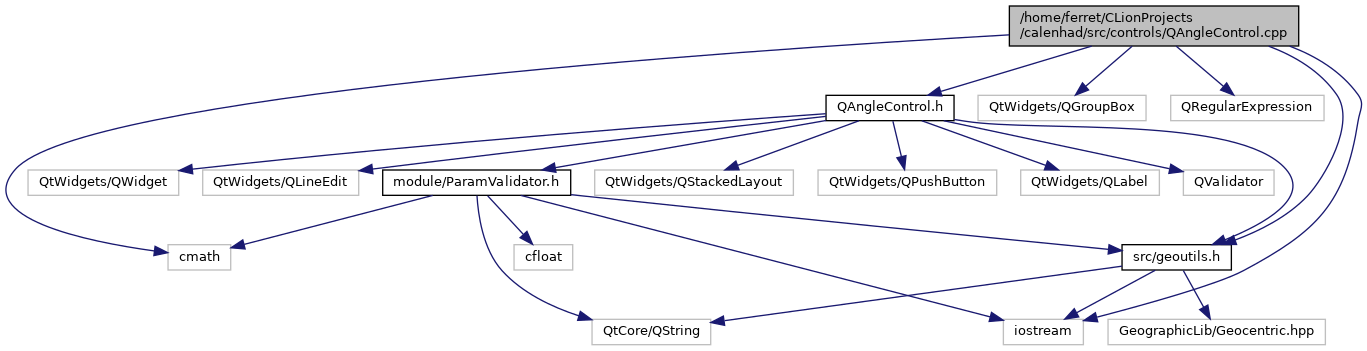 /home/ferret/CLionProjects
/calenhad/src/controls/QAngleControl.cpp
QAngleControl.h
QtWidgets/QGroupBox
QRegularExpression
QtWidgets/QWidget
QtWidgets/QLineEdit
module/ParamValidator.h
QtWidgets/QStackedLayout
QtWidgets/QPushButton
QtWidgets/QLabel
QValidator
cmath
cfloat
src/geoutils.h
QtCore/QString
iostream
GeographicLib/Geocentric.hpp